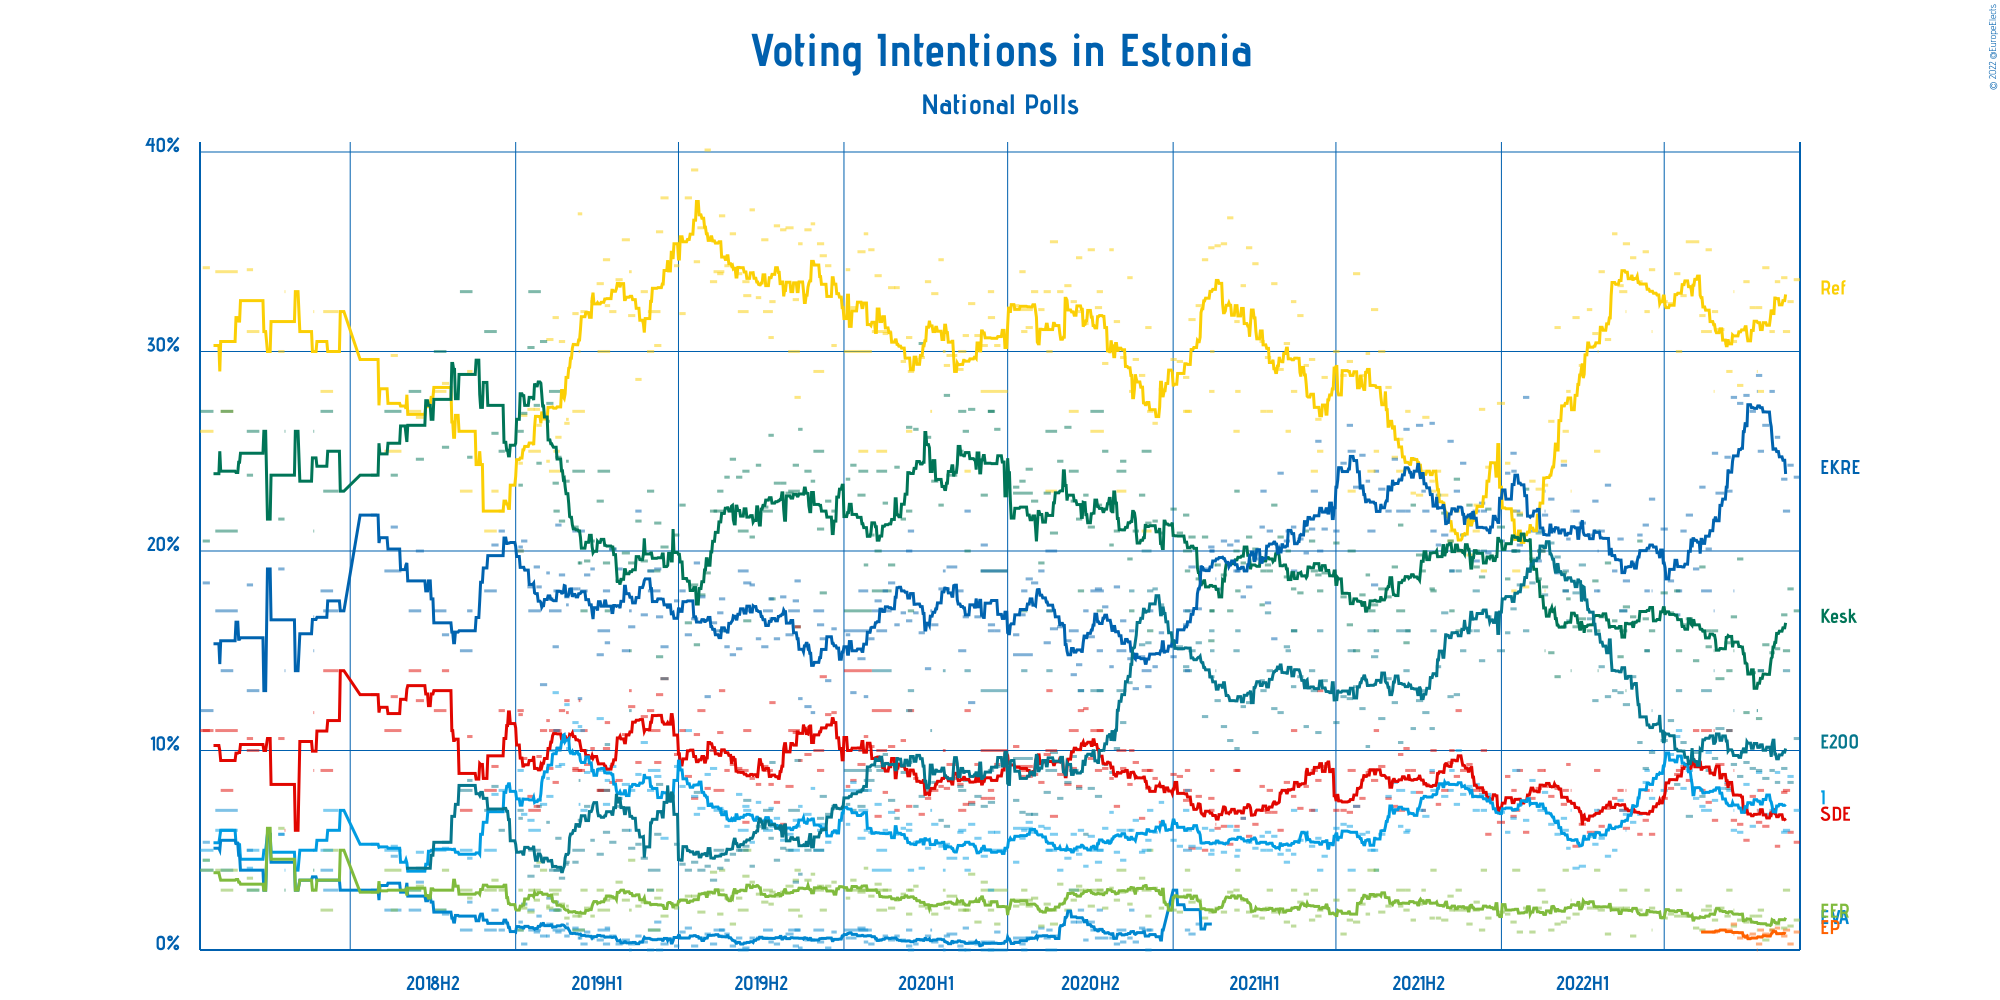 Voting Intentions in Estonia
National Polls
© 2022 @EuropeElects
40%
30%
20%
10%
0%
Ref
EKRE
Kesk
E200
I
SDE
EER
EVA
EP
2018H2
2019H1
2019H2
2020H1
2020H2
2021H1
2021H2
2022H1